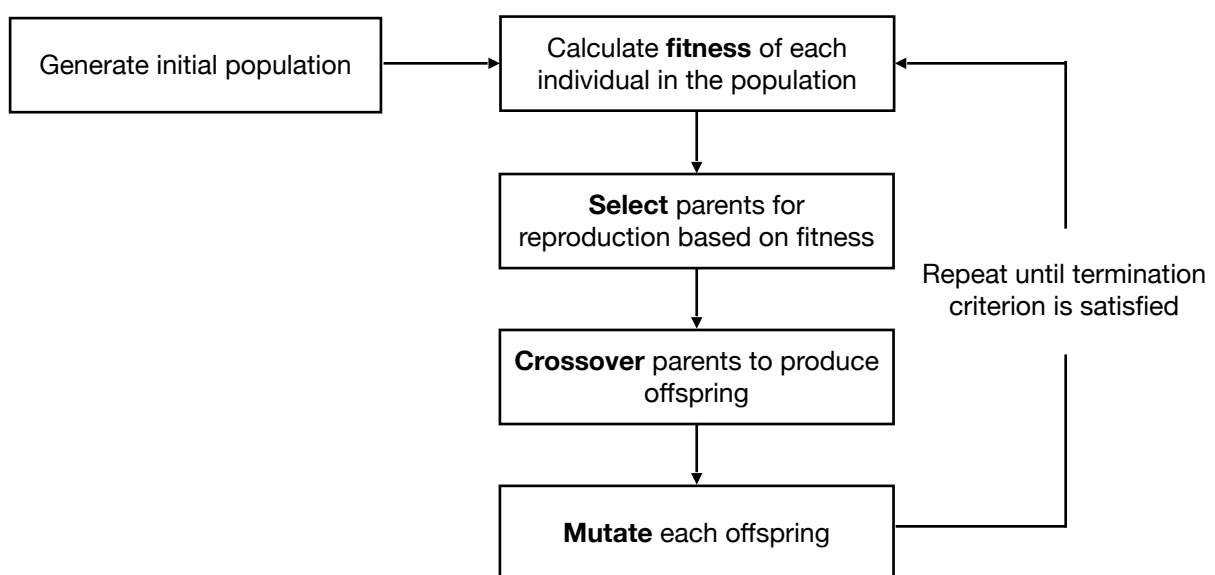 Generate initial population
Calculate fitness of each
individual in the population
Select parents for
reproduction based on fitness
Repeat until termination
criterion is satisfied
Crossover parents to produce
offspring
Mutate each offspring